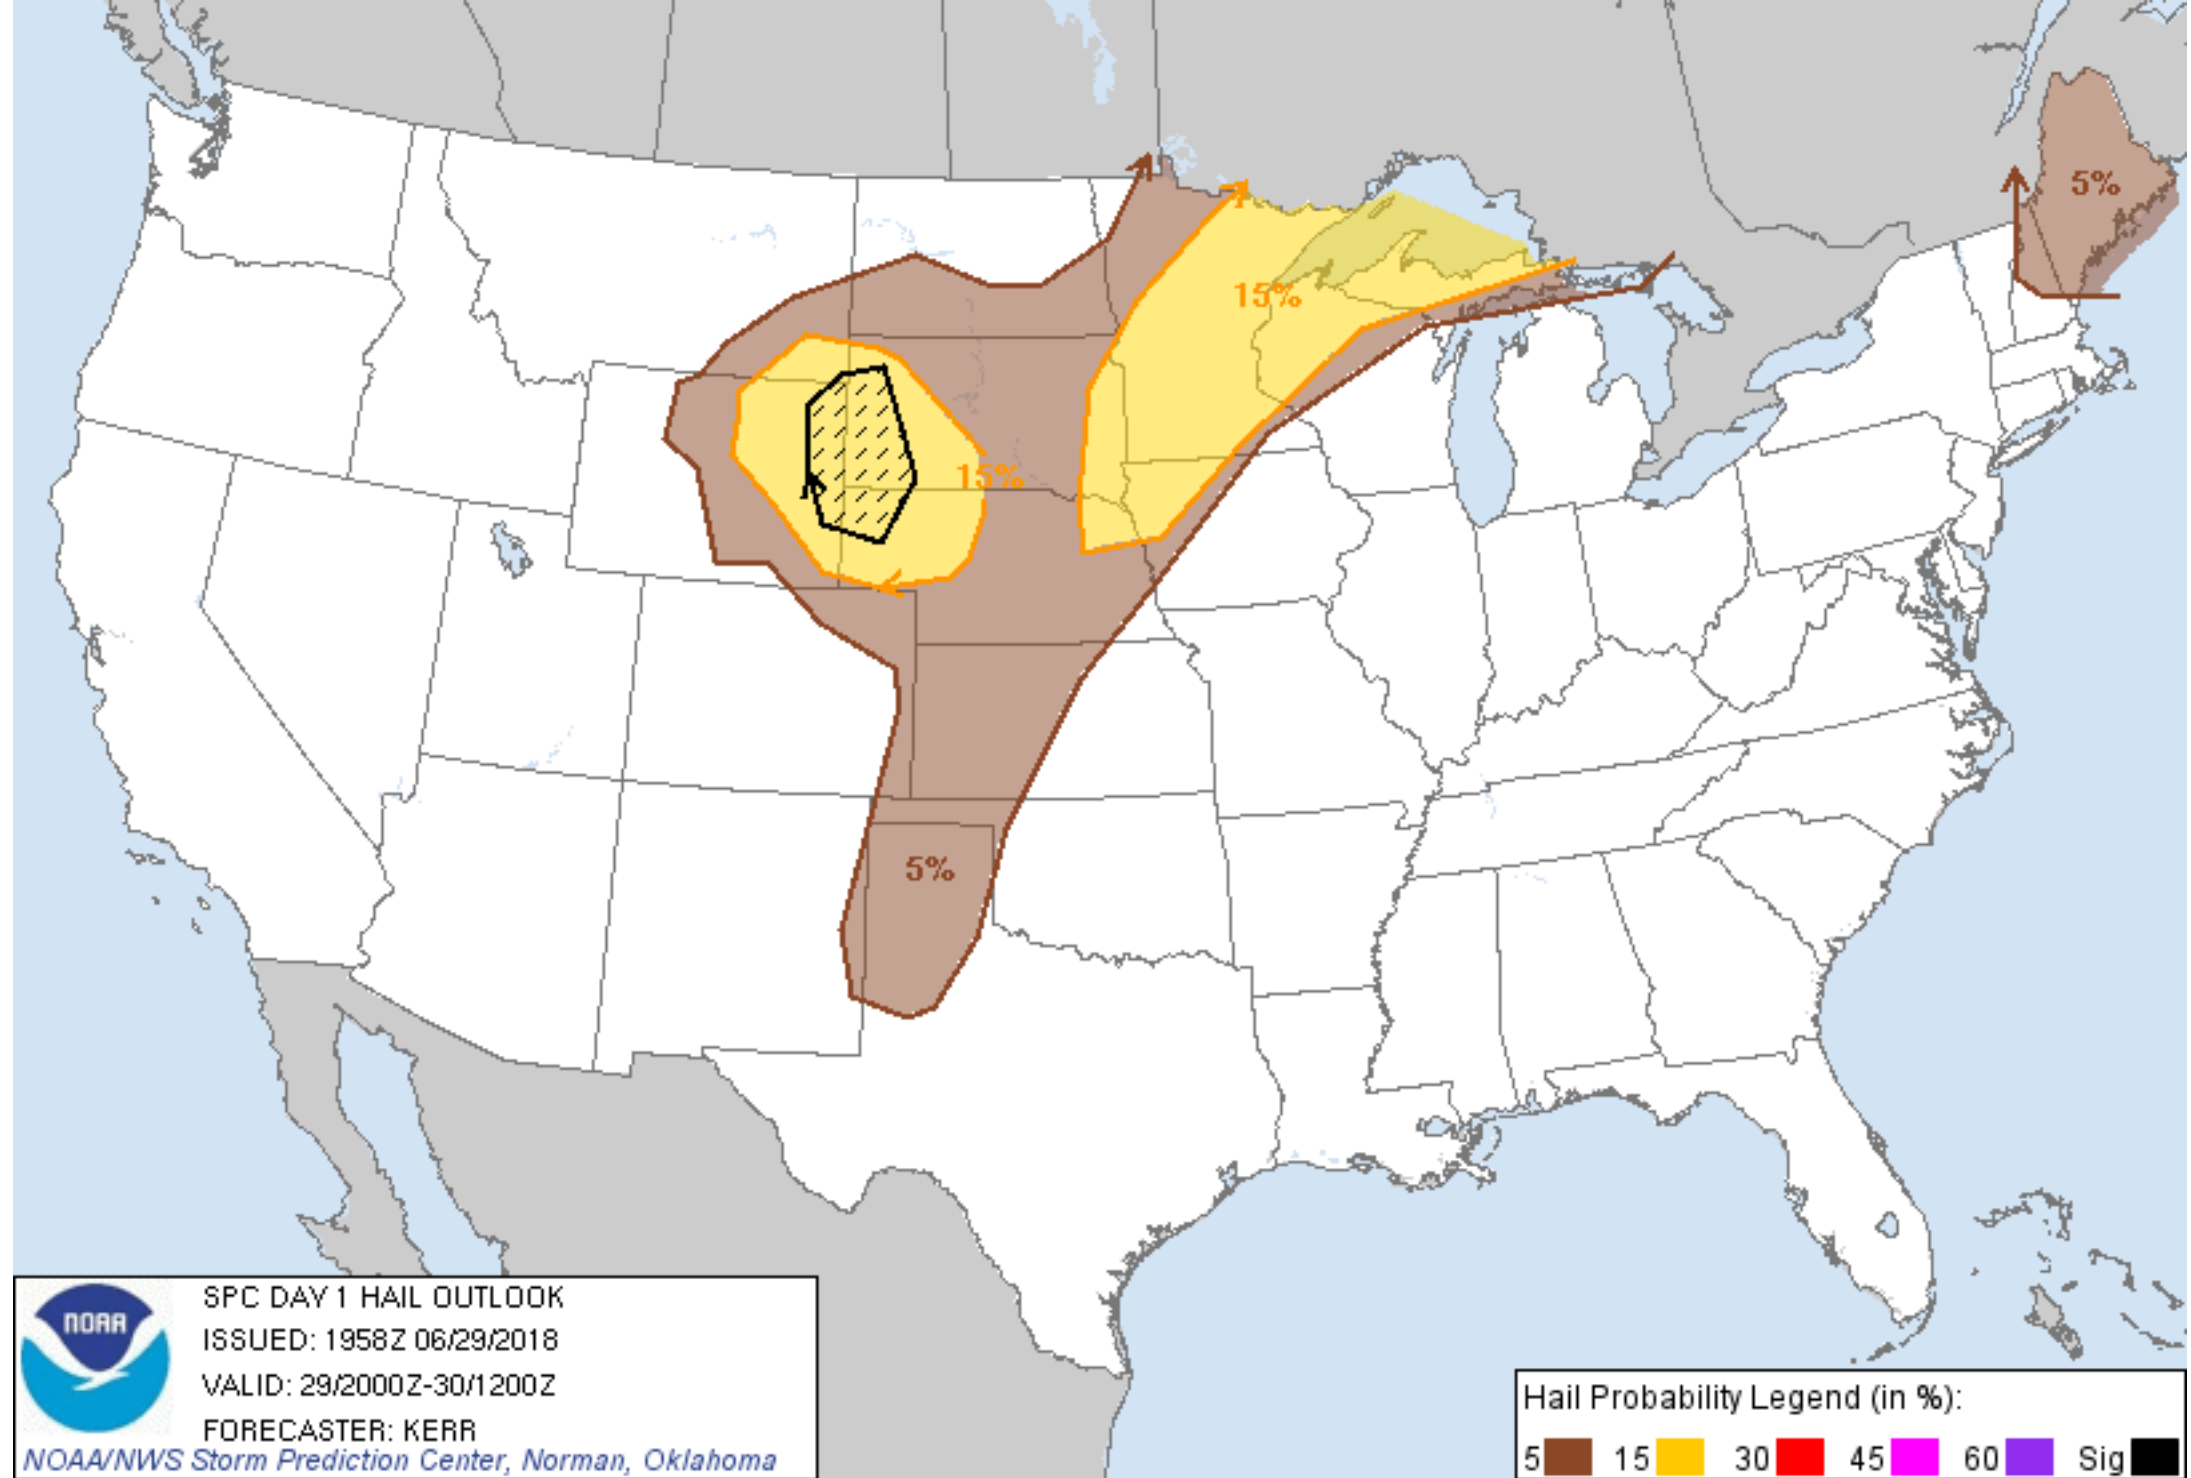 5%
15%
15%
5%
NOAA
SPC DAY 1 HAIL OUTLOOK
ISSUED: 1958Z 06/29/2018
VALID: 29/2000Z-30/1200Z
FORECASTER: KERR
NOAA/NWS Storm Prediction Center, Norman, Oklahoma
Hail Probability Legend (in %):
5 15 30 45 60 Sig